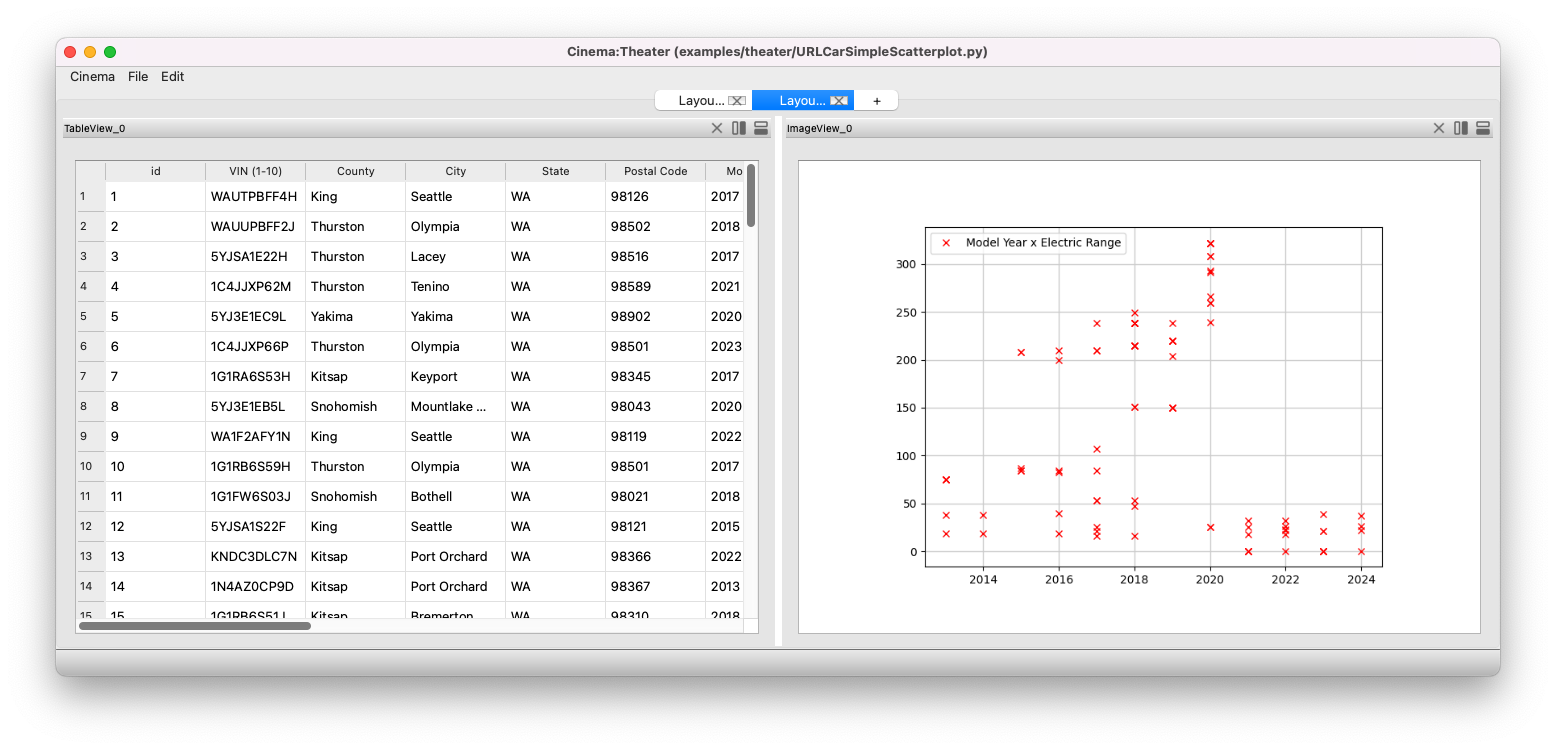 Cinema:Theater (examples/theater/URLCarSimpleScatterplot.py)
Cinema File Edit
Layou... Layou... +
TableView_0
id VIN (1-10) County City State Postal Code Mo
1 1 WAUTPBFF4H King Seattle WA 98126 2017
2 2 WAUUPBFF2J Thurston Olympia WA 98502 2018
3 3 5YJSA1E22H Thurston Lacey WA 98516 2017
4 4 1C4JJXP62M Thurston Tenino WA 98589 2021
5 5 5YJ3E1EC9L Yakima Yakima WA 98902 2020
6 6 1C4JJXP66P Thurston Olympia WA 98501 2023
7 7 1G1RA6S53H Kitsap Keyport WA 98345 2017
8 8 5YJ3E1EB5L Snohomish Mountlake ... WA 98043 2020
9 9 WA1F2AFY1N King Seattle WA 98119 2022
10 10 1G1RB6S59H Thurston Olympia WA 98501 2017
11 11 1G1FW6S03J Snohomish Bothell WA 98021 2018
12 12 5YJSA1S22F King Seattle WA 98121 2015
13 13 KNDC3DLC7N Kitsap Port Orchard WA 98366 2022
14 14 1N4AZ0CP9D Kitsap Port Orchard WA 98367 2013
15 15 1G1RB6S51J Kitsap Bremerton WA 98310 2018
ImageView_0
Model Year x Electric Range
300
250
200
150
100
50
0
2014 2016 2018 2020 2022 2024